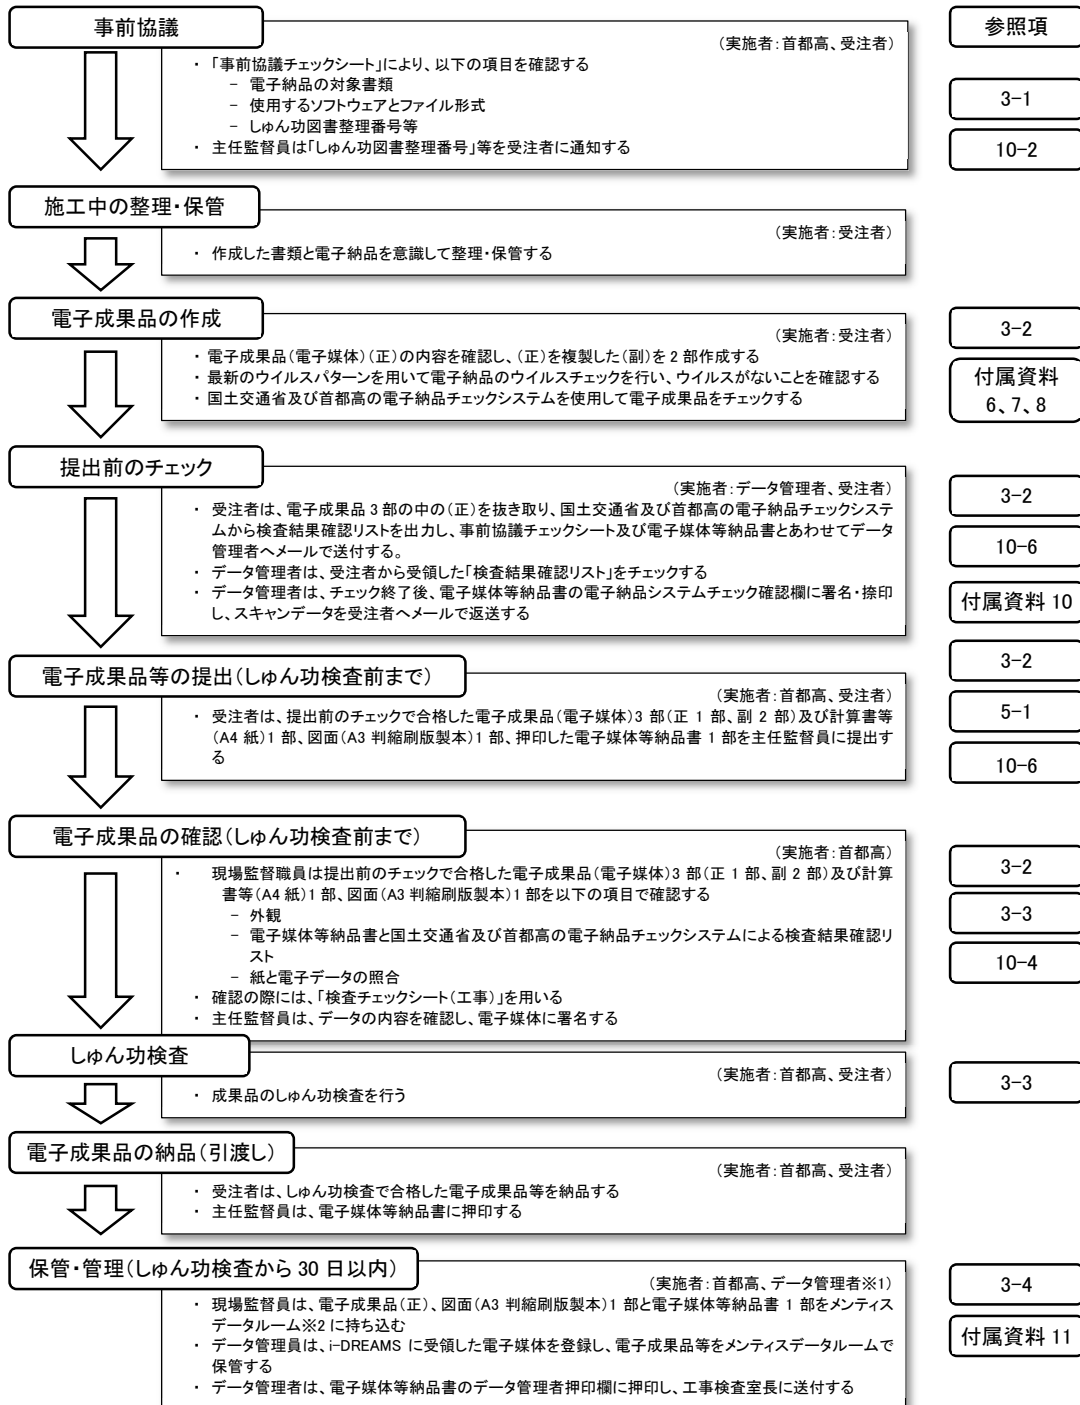 事前協議
参照項
(実施者:首都高、受注者)
・ 「事前協議チェックシート」により、以下の項目を確認する
− 電子納品の対象書類
− 使用するソフトウェアとファイル形式
− しゅん功図書整理番号等
・ 主任監督員は「しゅん功図書整理番号」等を受注者に通知する
3-1
10-2
施工中の整理・保管
(実施者:受注者)
・ 作成した書類と電子納品を意識して整理・保管する
電子成果品の作成
(実施者:受注者)
・ 電子成果品(電子媒体)(正)の内容を確認し、(正)を複製した(副)を 2 部作成する
・ 最新のウイルスパターンを用いて電子納品のウイルスチェックを行い、ウイルスがないことを確認する
・ 国土交通省及び首都高の電子納品チェックシステムを使用して電子成果品をチェックする
3-2
付属資料
6、7、8
提出前のチェック
(実施者:データ管理者、受注者)
・ 受注者は、電子成果品 3 部の中の(正)を抜き取り、国土交通省及び首都高の電子納品チェックシステ
ムから検査結果確認リストを出力し、事前協議チェックシート及び電子媒体等納品書とあわせてデータ
管理者へメールで送付する。
・ データ管理者は、受注者から受領した「検査結果確認リスト」をチェックする
・ データ管理者は、チェック終了後、電子媒体等納品書の電子納品システムチェック確認欄に署名・捺印
し、スキャンデータを受注者へメールで返送する
3-2
10-6
付属資料 10
電子成果品等の提出(しゅん功検査前まで)
(実施者:首都高、受注者)
・ 受注者は、提出前のチェックで合格した電子成果品(電子媒体)3 部(正 1 部、副 2 部)及び計算書等
(A4 紙)1 部、図面(A3 判縮刷版製本)1 部、押印した電子媒体等納品書 1 部を主任監督員に提出す
る
3-2
5-1
10-6
電子成果品の確認(しゅん功検査前まで)
(実施者:首都高)
・ 現場監督職員は提出前のチェックで合格した電子成果品(電子媒体)3 部(正 1 部、副 2 部)及び計算
書等(A4 紙)1 部、図面(A3 判縮刷版製本)1 部を以下の項目で確認する
− 外観
− 電子媒体等納品書と国土交通省及び首都高の電子納品チェックシステムによる検査結果確認リ
スト
− 紙と電子データの照合
・ 確認の際には、「検査チェックシート(工事)」を用いる
・ 主任監督員は、データの内容を確認し、電子媒体に署名する
3-2
3-3
10-4
しゅん功検査
(実施者:首都高、受注者)
・ 成果品のしゅん功検査を行う
3-3
電子成果品の納品(引渡し)
(実施者:首都高、受注者)
・ 受注者は、しゅん功検査で合格した電子成果品等を納品する
・ 主任監督員は、電子媒体等納品書に押印する
保管・管理(しゅん功検査から 30 日以内)
(実施者:首都高、データ管理者※1)
・ 現場監督員は、電子成果品(正)、図面(A3 判縮刷版製本)1 部と電子媒体等納品書 1 部をメンティス
データルーム※2 に持ち込む
・ データ管理員は、i-DREAMS に受領した電子媒体を登録し、電子成果品等をメンティスデータルームで
保管する
・ データ管理者は、電子媒体等納品書のデータ管理者押印欄に押印し、工事検査室長に送付する
3-4
付属資料 11